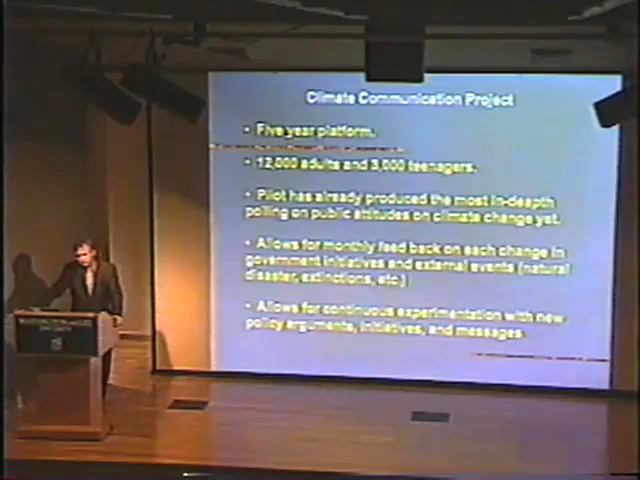 Climate Communication Project
• Five year platform.
• 12,000 adults and 3,000 teenagers.
• Pilot has already produced the most in-deapth
polling on public attitudes on climate change yet.
• Allows for monthly feed back on each change in
government initiatives and external events (natural
disaster, extinctions, etc.)
• Allows for continuous experimentation with new
policy arguments, initiatives, and messages